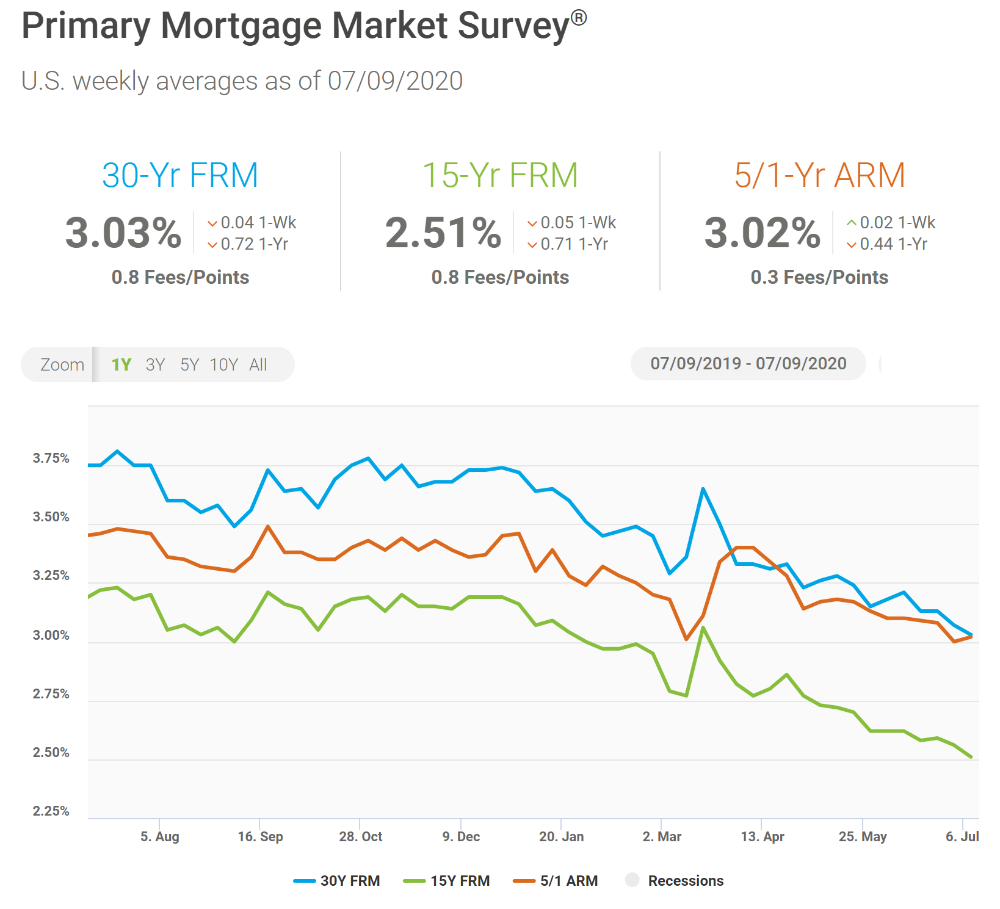 Primary Mortgage Market Survey®
U.S. weekly averages as of 07/09/2020
30-Yr FRM
3.03%
0.04 1-Wk
0.72 1-Yr
0.8 Fees/Points
15-Yr FRM
2.51%
0.05 1-Wk
0.71 1-Yr
0.8 Fees/Points
5/1-Yr ARM
3.02%
0.02 1-Wk
0.44 1-Yr
0.3 Fees/Points
Zoom 1Y 3Y 5Y 10Y All
07/09/2019 - 07/09/2020
3.75%
3.50%
3.25%
3.00%
2.75%
2.50%
2.25%
5. Aug 16. Sep 28. Oct 9. Dec 20. Jan 2. Mar 13. Apr 25. May 6. Jul
30Y FRM 15Y FRM 5/1 ARM Recessions